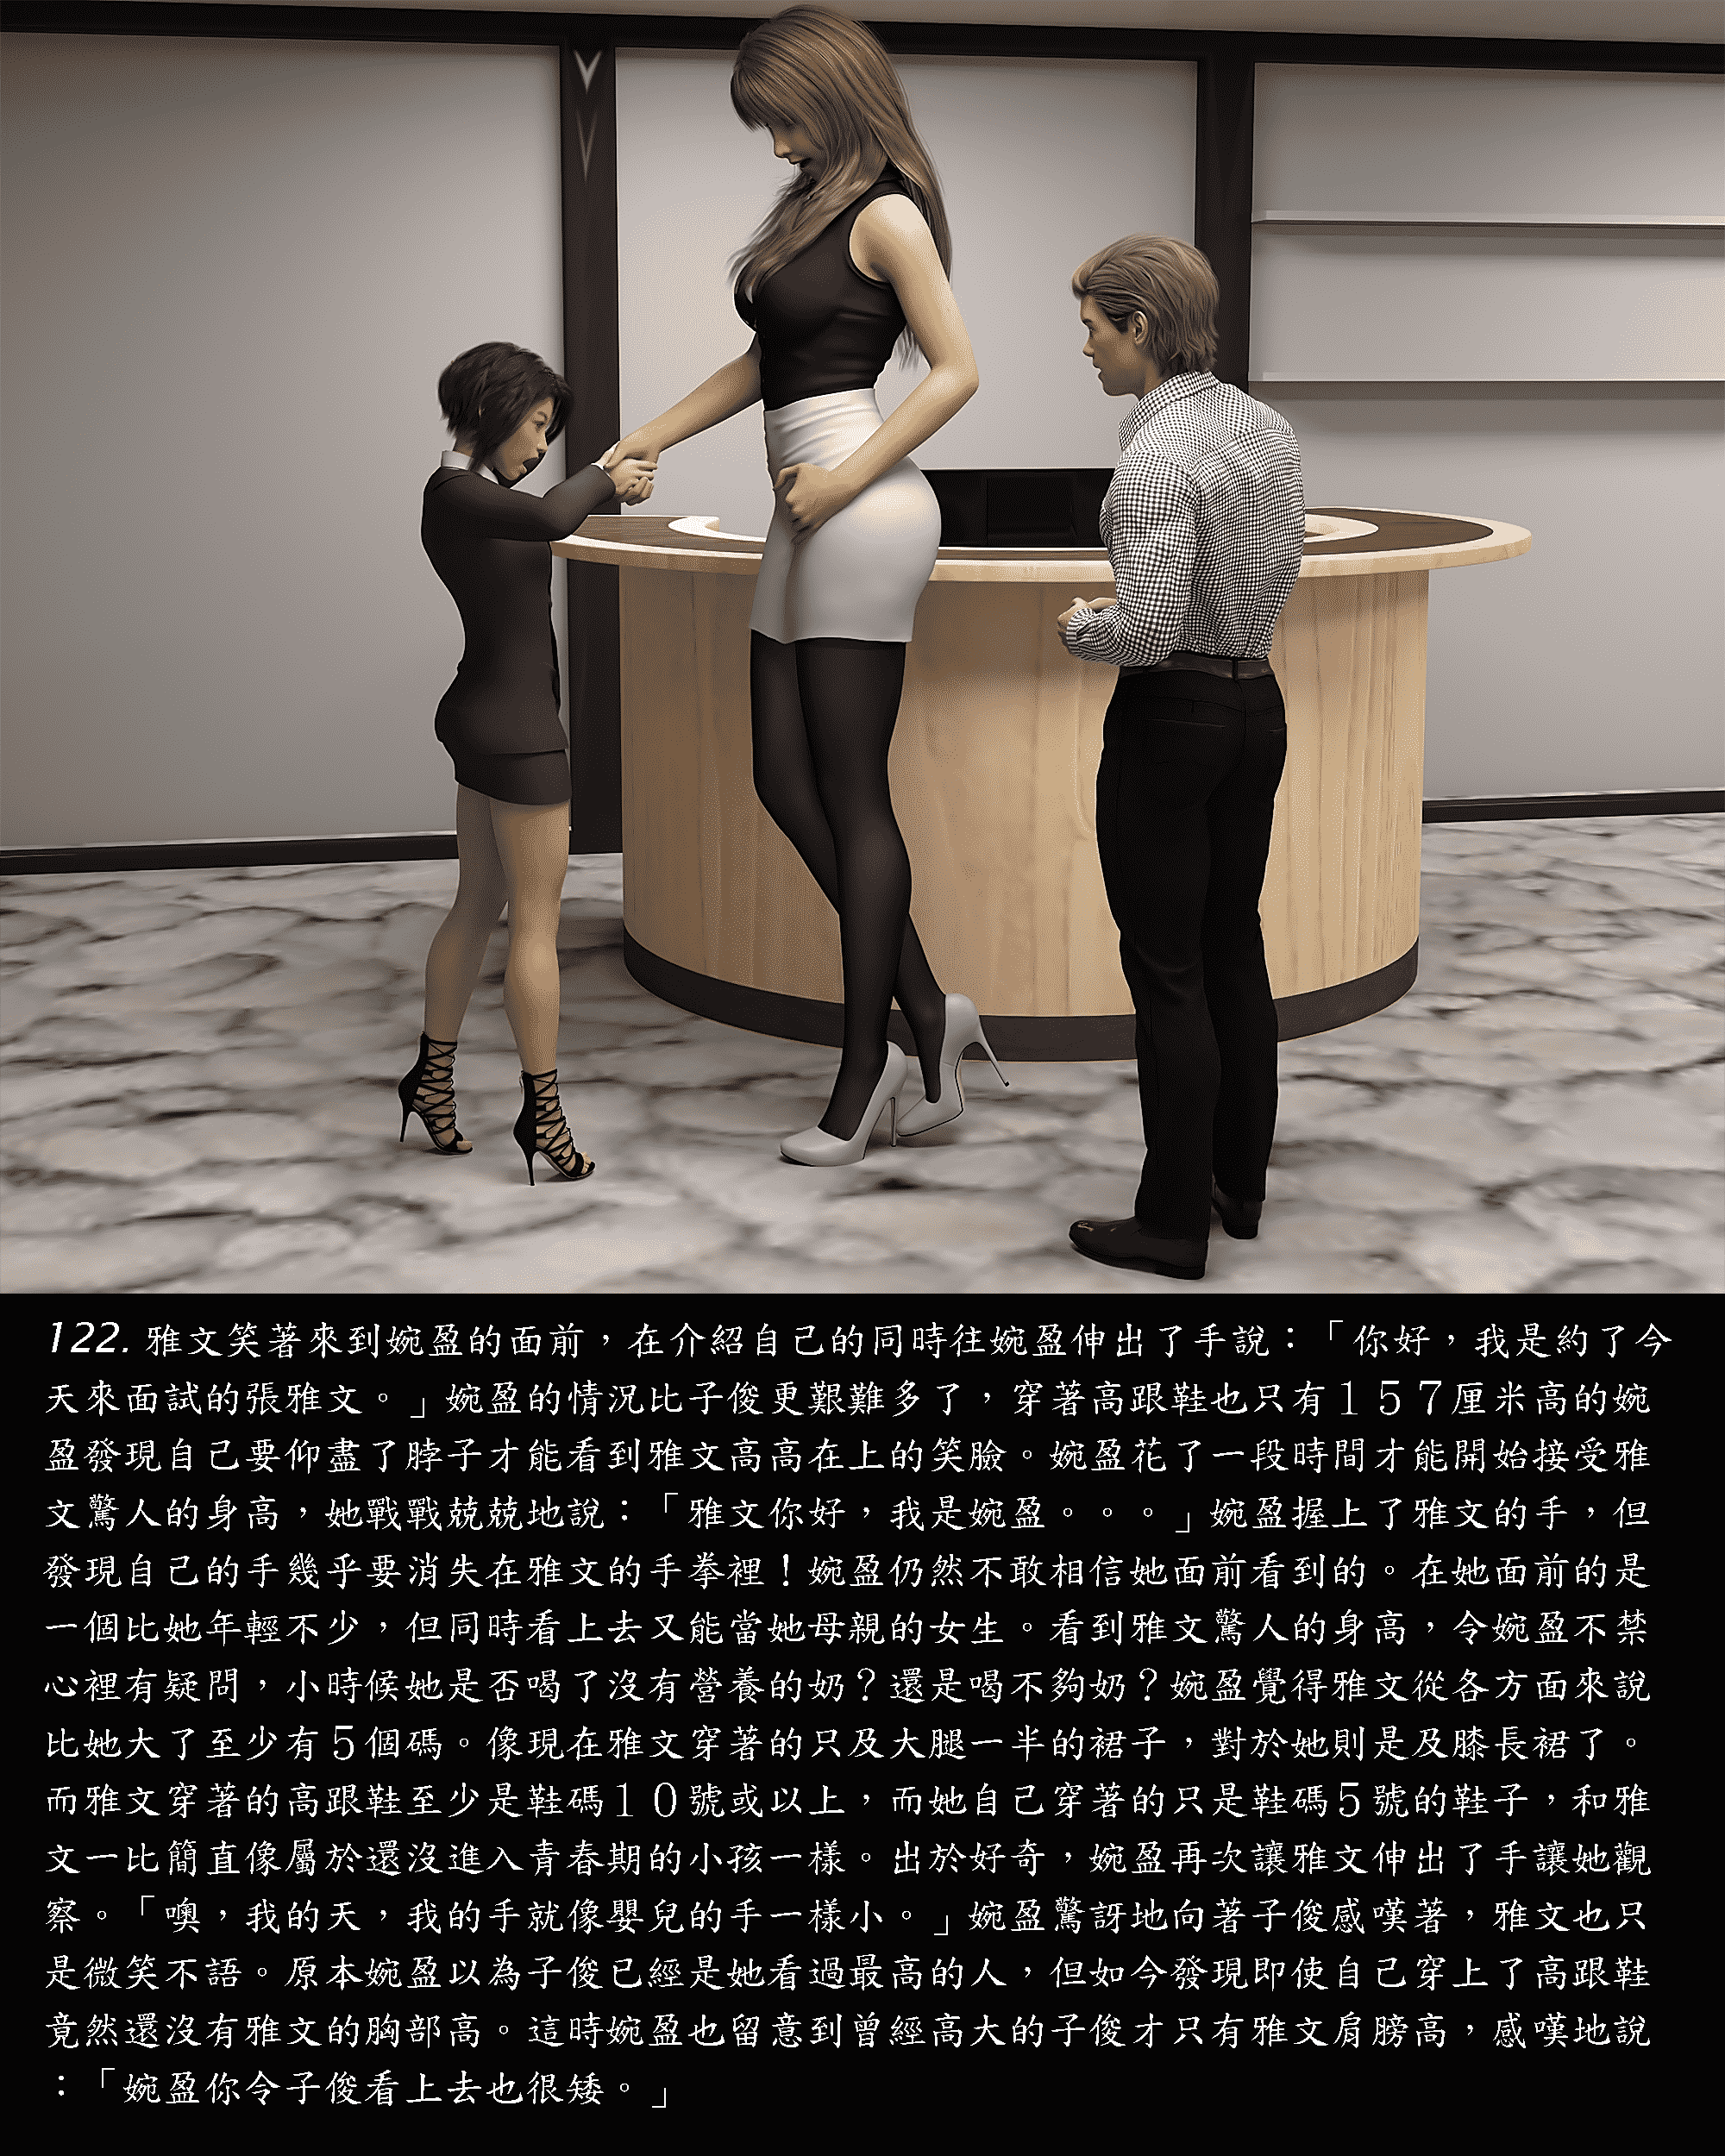 122. 雅文笑著來到婉盈的面前，在介紹自己的同時往婉盈伸出了手說：「你好，我是約了今
天來面試的張雅文。」婉盈的情況比子俊更艱難多了，穿著高跟鞋也只有１５７厘米高的婉
盈發現自己要仰盡了脖子才能看到雅文高高在上的笑臉。婉盈花了一段時間才能開始接受雅
文驚人的身高，她戰戰兢兢地說：「雅文你好，我是婉盈。。。」婉盈握上了雅文的手，但
發現自己的手幾乎要消失在雅文的手拳裡！婉盈仍然不敢相信她面前看到的。在她面前的是
一個比她年輕不少，但同時看上去又能當她母親的女生。看到雅文驚人的身高，令婉盈不禁
心裡有疑問，小時候她是否喝了沒有營養的奶？還是喝不夠奶？婉盈覺得雅文從各方面來說
比她大了至少有５個碼。像現在雅文穿著的只及大腿一半的裙子，對於她則是及膝長裙了。
而雅文穿著的高跟鞋至少是鞋碼１０號或以上，而她自己穿著的只是鞋碼５號的鞋子，和雅
文一比簡直像屬於還沒進入青春期的小孩一樣。出於好奇，婉盈再次讓雅文伸出了手讓她觀
察。「噢，我的天，我的手就像嬰兒的手一樣小。」婉盈驚訝地向著子俊感嘆著，雅文也只
是微笑不語。原本婉盈以為子俊已經是她看過最高的人，但如今發現即使自己穿上了高跟鞋
竟然還沒有雅文的胸部高。這時婉盈也留意到曾經高大的子俊才只有雅文肩膀高，感嘆地說
：「婉盈你令子俊看上去也很矮。」